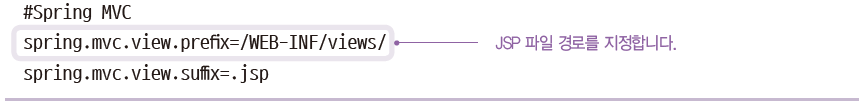 #Spring MVC
spring.mvc.view.prefix=/WEB-INF/views/
JSP 파일 경로를 지정합니다.
spring.mvc.view.suffix=.jsp